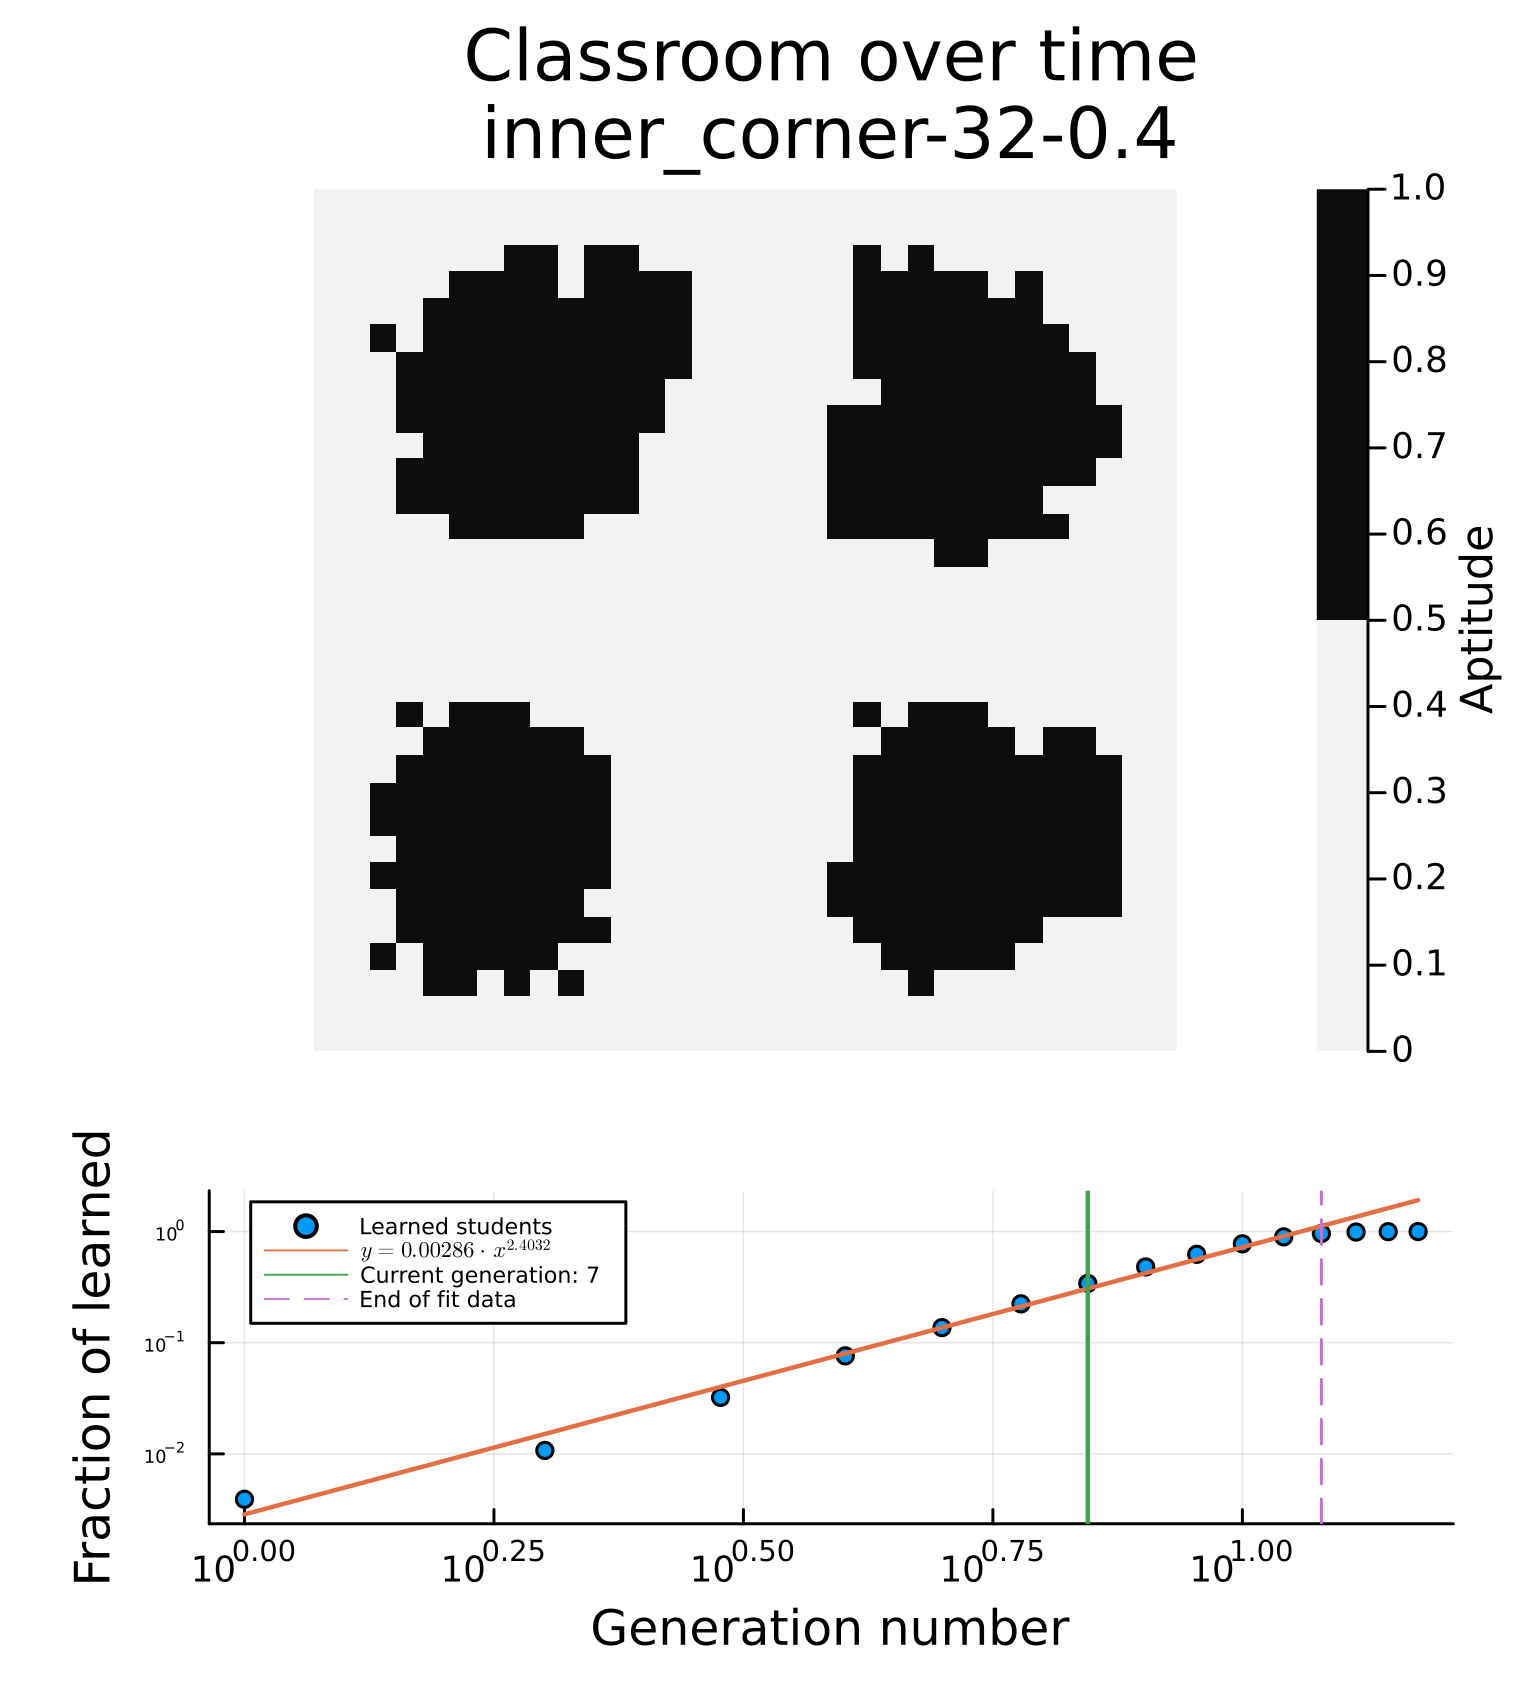 Classroom over time
inner_corner-32-0.4
1.0
0.9
0.8
0.7
0.6
0.5
0.4
0.3
0.2
0.1
0
Aptitude
Fraction of learned
10^0
10^-1
10^-2
Learned students
y = 0.00286 · x^2.4032
Current generation: 7
End of fit data
10^0.00 10^0.25 10^0.50 10^0.75 10^1.00
Generation number